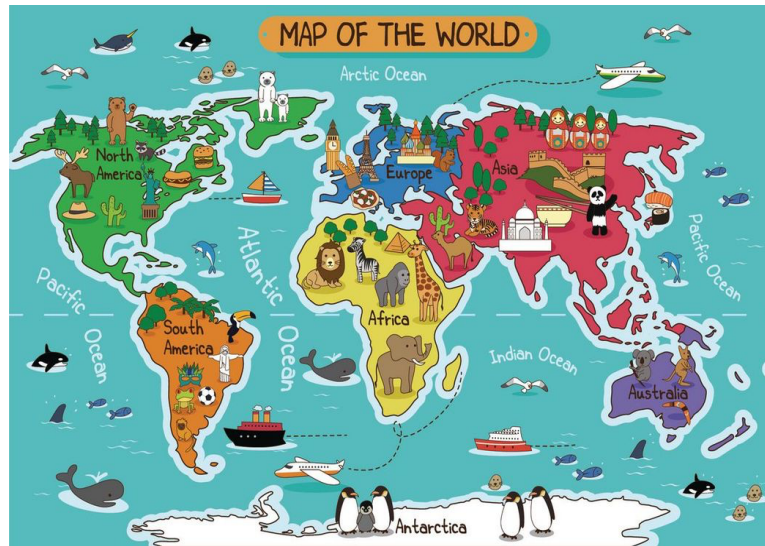 MAP OF THE WORLD
Arctic Ocean
North
America
Europe
Asia
Atlantic
Ocean
Pacific
Ocean
Pacific Ocean
Africa
South
America
Indian Ocean
Australia
Antarctica